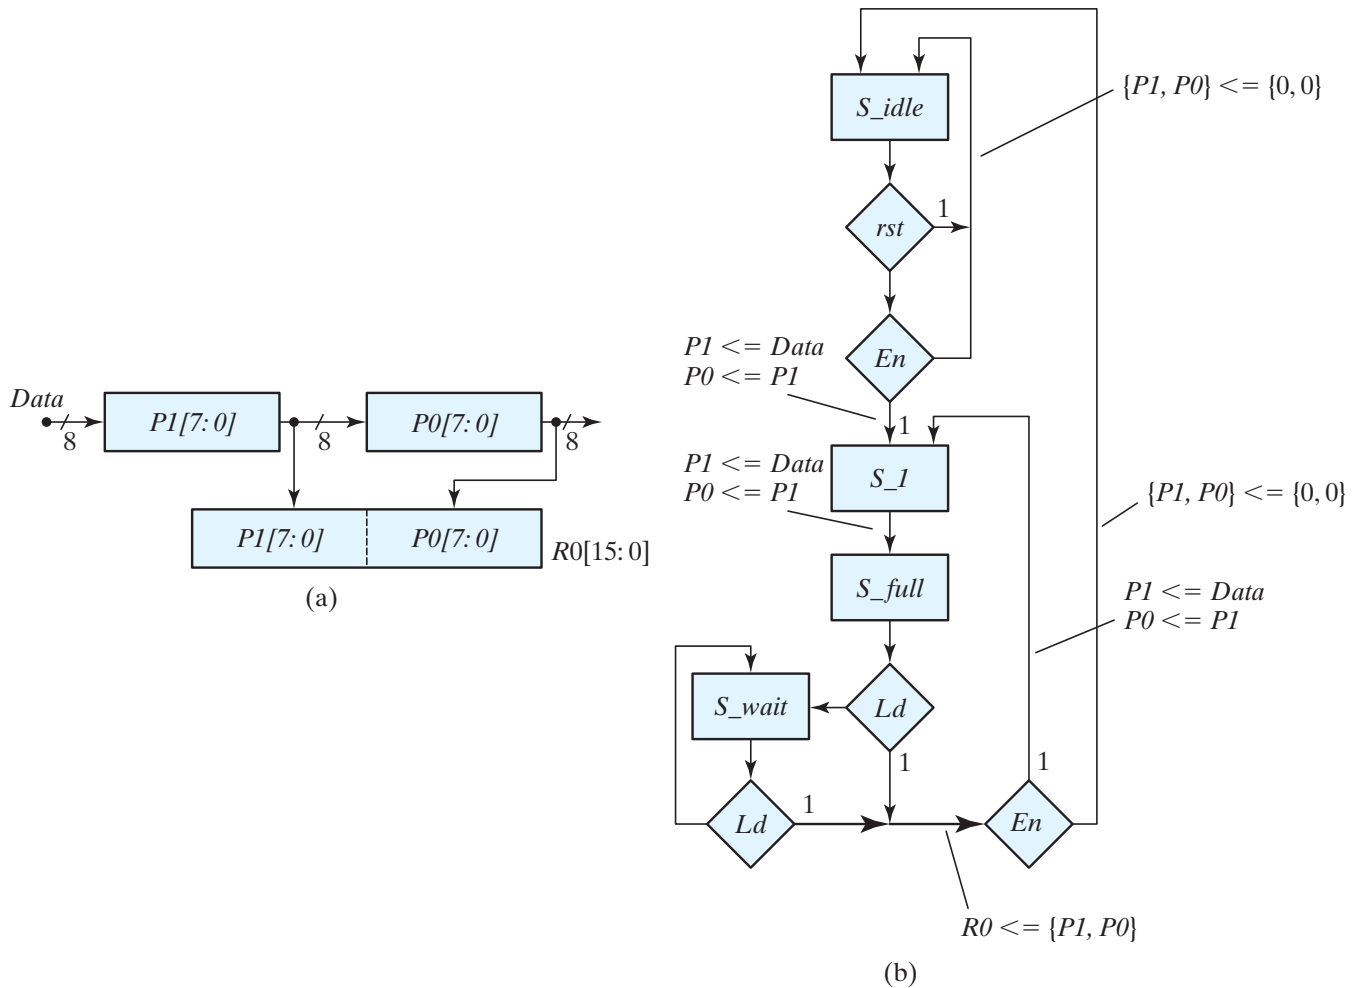 Data
8
P1[7: 0]
8
P0[7: 0]
8
P1[7: 0]
P0[7: 0]
R0[15: 0]
(a)
S_idle
{P1, P0} <= {0, 0}
rst
1
En
P1 <= Data
P0 <= P1
1
S_1
P1 <= Data
P0 <= P1
S_full
{P1, P0} <= {0, 0}
P1 <= Data
P0 <= P1
S_wait
Ld
1
1
Ld
1
En
R0 <= {P1, P0}
(b)